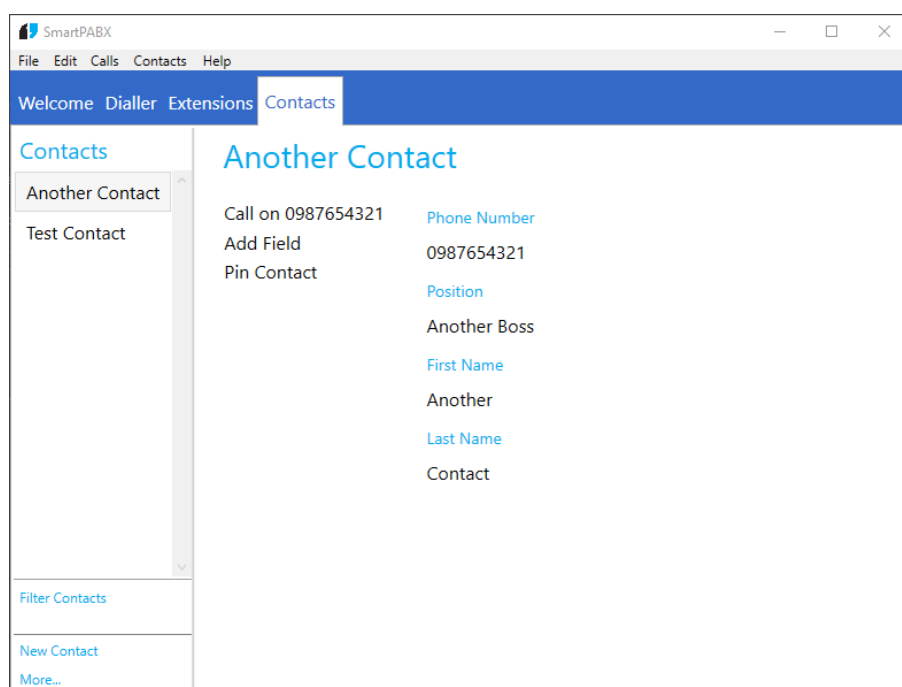 SmartPABX
File Edit Calls Contacts Help
Welcome Dialler Extensions Contacts
Contacts
Another Contact
Test Contact
Filter Contacts
New Contact
More...
Another Contact
Call on 0987654321
Add Field
Pin Contact
Phone Number
0987654321
Position
Another Boss
First Name
Another
Last Name
Contact